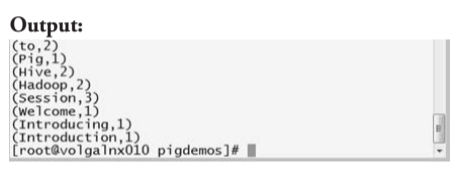 Output:
(to,2)
(Pig,1)
(Hive,2)
(Hadoop,2)
(Session,3)
(Welcome,1)
(Introducing,1)
(Introduction,1)
[root@volgalnx010 pigdemos]#